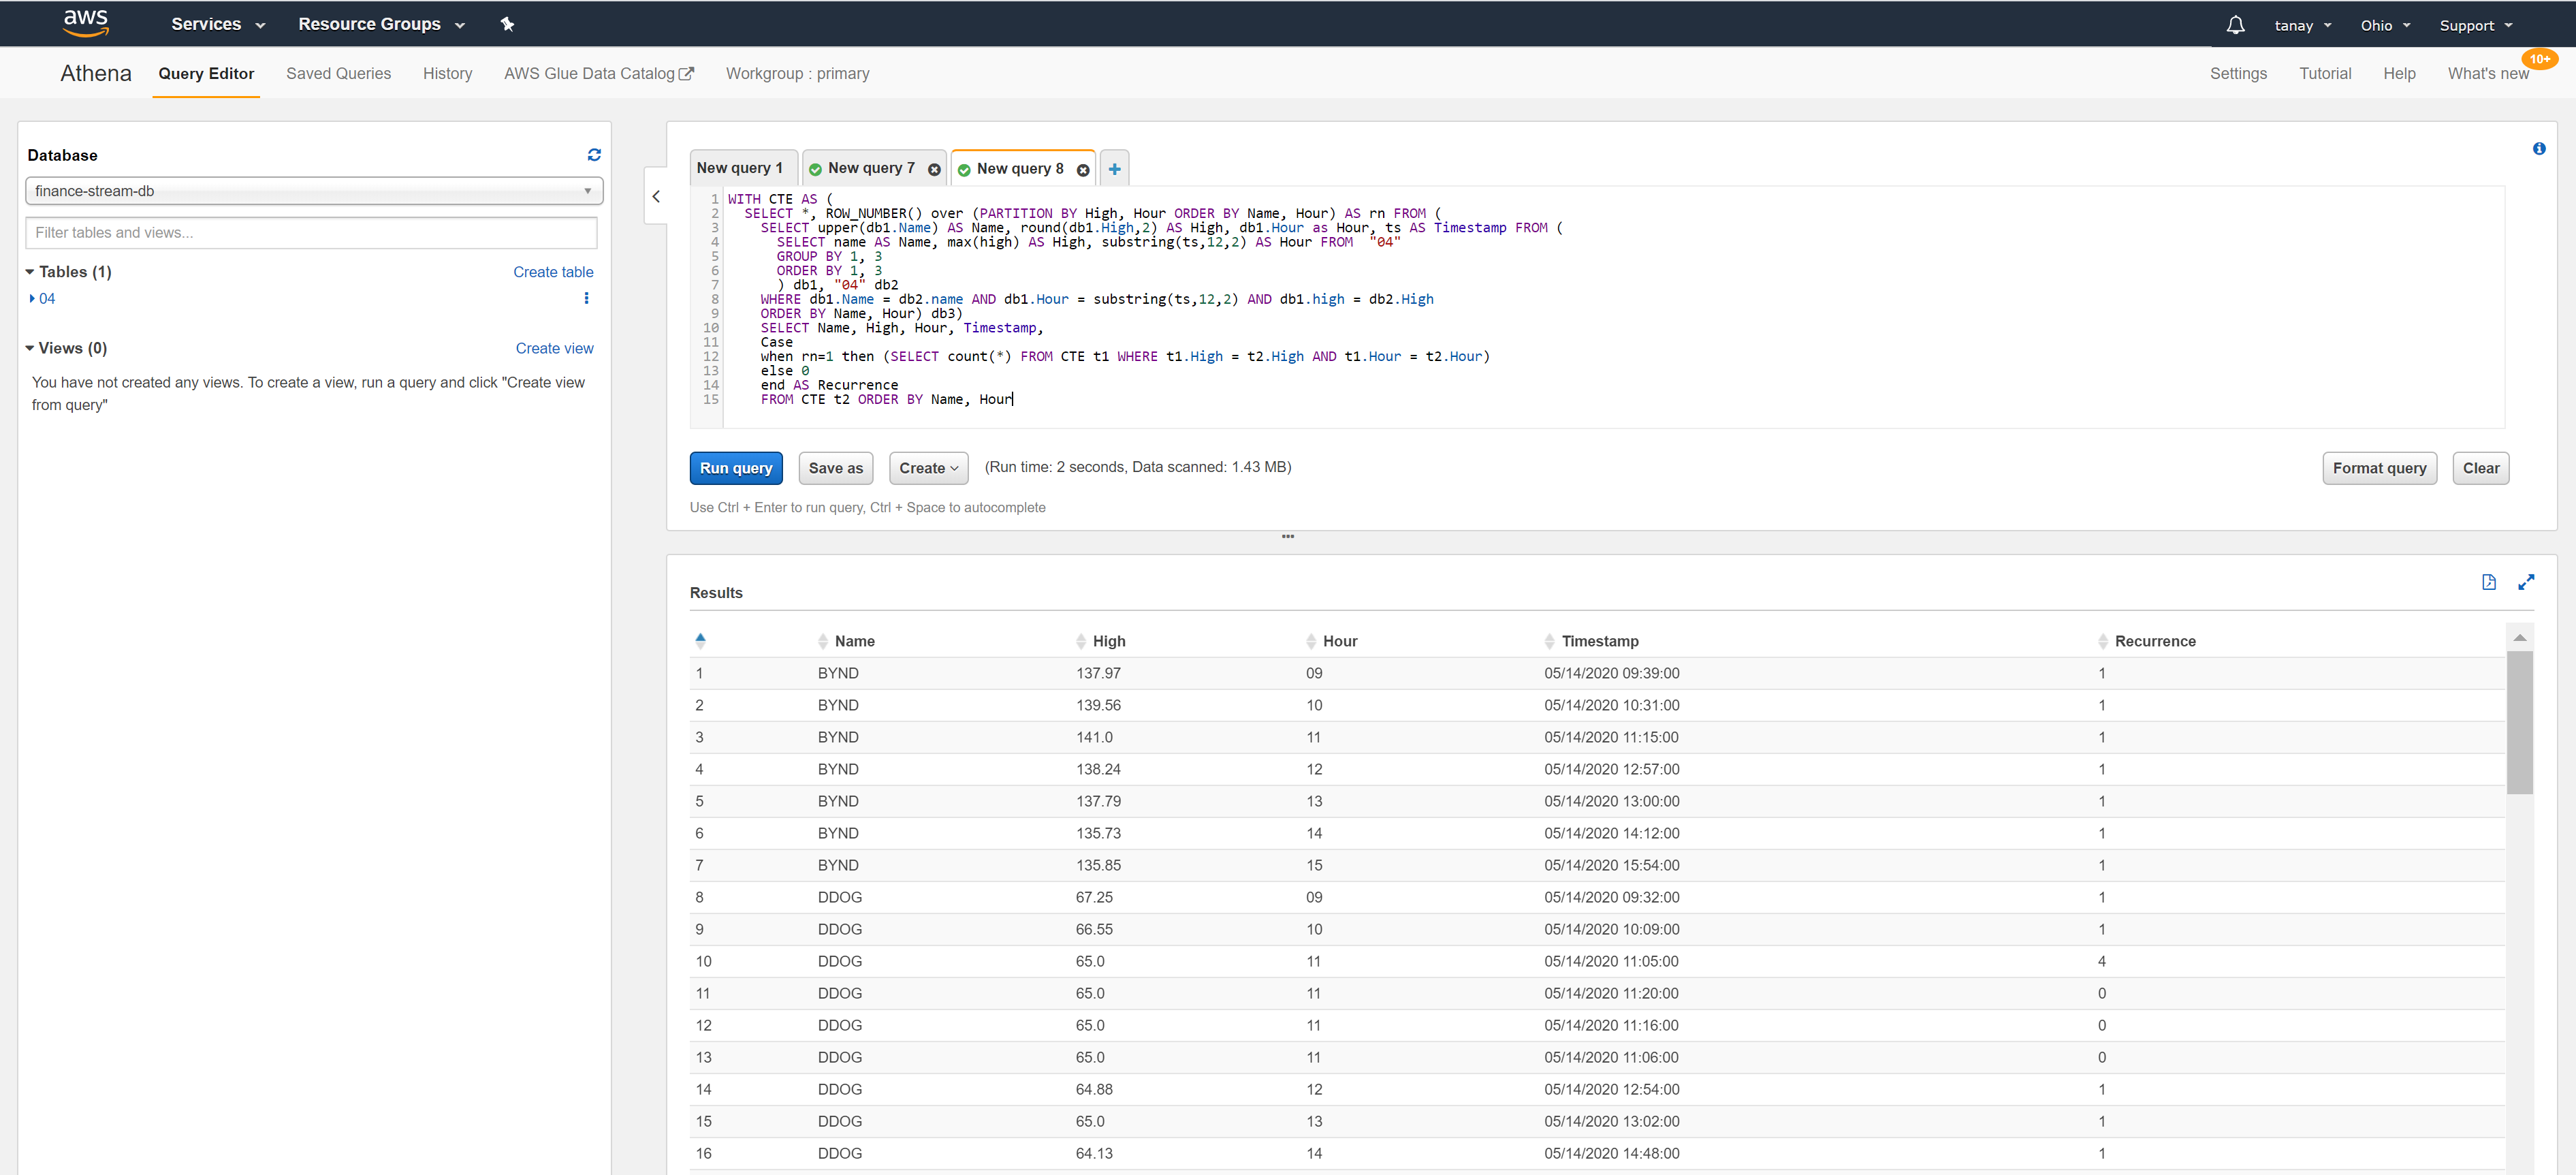 aws Services Resource Groups tanay Ohio Support
Athena Query Editor Saved Queries History AWS Glue Data Catalog Workgroup : primary Settings Tutorial Help What's new 10+
Database
finance-stream-db
Filter tables and views...
Tables (1) Create table
04
Views (0) Create view
You have not created any views. To create a view, run a query and click "Create view
from query"
New query 1 New query 7 New query 8
1 WITH CTE AS (
2 SELECT *, ROW_NUMBER() over (PARTITION BY High, Hour ORDER BY Name, Hour) AS rn FROM (
3 SELECT upper(db1.Name) AS Name, round(db1.High,2) AS High, db1.Hour as Hour, ts AS Timestamp FROM (
4 SELECT name AS Name, max(high) AS High, substring(ts,12,2) AS Hour FROM "04"
5 GROUP BY 1, 3
6 ORDER BY 1, 3
7 ) db1, "04" db2
8 WHERE db1.Name = db2.name AND db1.Hour = substring(ts,12,2) AND db1.high = db2.High
9 ORDER BY Name, Hour) db3)
10 SELECT Name, High, Hour, Timestamp,
11 Case
12 when rn=1 then (SELECT count(*) FROM CTE t1 WHERE t1.High = t2.High AND t1.Hour = t2.Hour)
13 else 0
14 end AS Recurrence
15 FROM CTE t2 ORDER BY Name, Hour
Run query Save as Create (Run time: 2 seconds, Data scanned: 1.43 MB) Format query Clear
Use Ctrl + Enter to run query, Ctrl + Space to autocomplete
Results
Name High Hour Timestamp Recurrence
1 BYND 137.97 09 05/14/2020 09:39:00 1
2 BYND 139.56 10 05/14/2020 10:31:00 1
3 BYND 141.0 11 05/14/2020 11:15:00 1
4 BYND 138.24 12 05/14/2020 12:57:00 1
5 BYND 137.79 13 05/14/2020 13:00:00 1
6 BYND 135.73 14 05/14/2020 14:12:00 1
7 BYND 135.85 15 05/14/2020 15:54:00 1
8 DDOG 67.25 09 05/14/2020 09:32:00 1
9 DDOG 66.55 10 05/14/2020 10:09:00 1
10 DDOG 65.0 11 05/14/2020 11:05:00 4
11 DDOG 65.0 11 05/14/2020 11:20:00 0
12 DDOG 65.0 11 05/14/2020 11:16:00 0
13 DDOG 65.0 11 05/14/2020 11:06:00 0
14 DDOG 64.88 12 05/14/2020 12:54:00 1
15 DDOG 65.0 13 05/14/2020 13:02:00 1
16 DDOG 64.13 14 05/14/2020 14:48:00 1